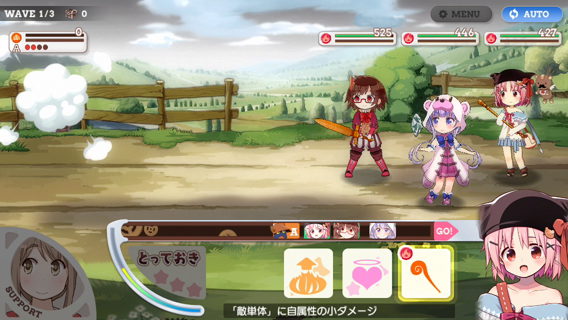 WAVE 1/3 0
MENU
AUTO
0
A
525
446
427
A
GO!
とっておき
SUPPORT
「敵単体」に自属性の小ダメージ